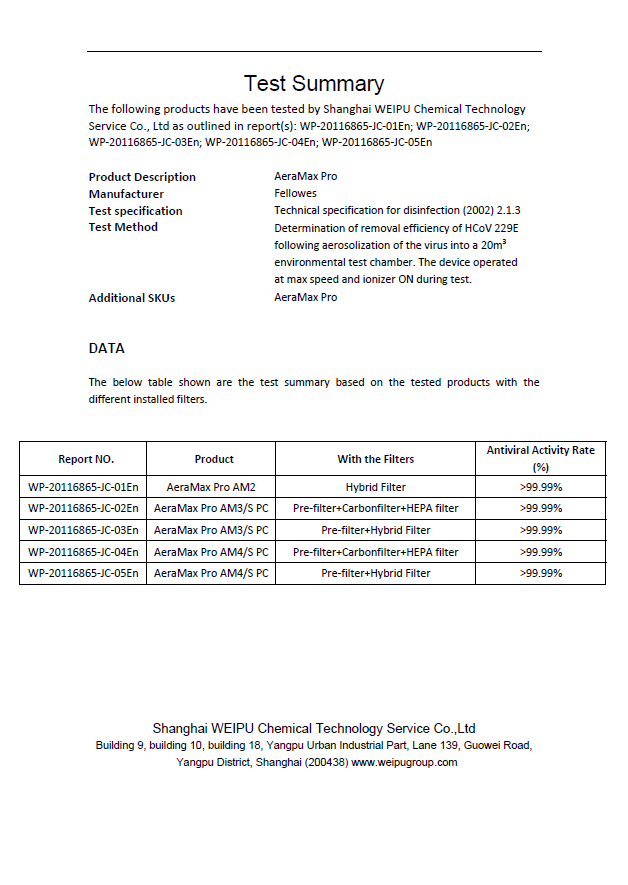 Test Summary
The following products have been tested by Shanghai WEIPU Chemical Technology
Service Co., Ltd as outlined in report(s): WP-20116865-JC-01En; WP-20116865-JC-02En;
WP-20116865-JC-03En; WP-20116865-JC-04En; WP-20116865-JC-05En
Product Description AeraMax Pro
Manufacturer Fellowes
Test specification Technical specification for disinfection (2002) 2.1.3
Test Method Determination of removal efficiency of HCoV 229E
following aerosolization of the virus into a 20m³
environmental test chamber. The device operated
at max speed and ionizer ON during test.
Additional SKUs AeraMax Pro
DATA
The below table shown are the test summary based on the tested products with the
different installed filters.
Report NO. Product With the Filters Antiviral Activity Rate
(%)
WP-20116865-JC-01En AeraMax Pro AM2 Hybrid Filter >99.99%
WP-20116865-JC-02En AeraMax Pro AM3/S PC Pre-filter+Carbonfilter+HEPA filter >99.99%
WP-20116865-JC-03En AeraMax Pro AM3/S PC Pre-filter+Hybrid Filter >99.99%
WP-20116865-JC-04En AeraMax Pro AM4/S PC Pre-filter+Carbonfilter+HEPA filter >99.99%
WP-20116865-JC-05En AeraMax Pro AM4/S PC Pre-filter+Hybrid Filter >99.99%
Shanghai WEIPU Chemical Technology Service Co.,Ltd
Building 9, building 10, building 18, Yangpu Urban Industrial Part, Lane 139, Guowei Road,
Yangpu District, Shanghai (200438) www.weipugroup.com